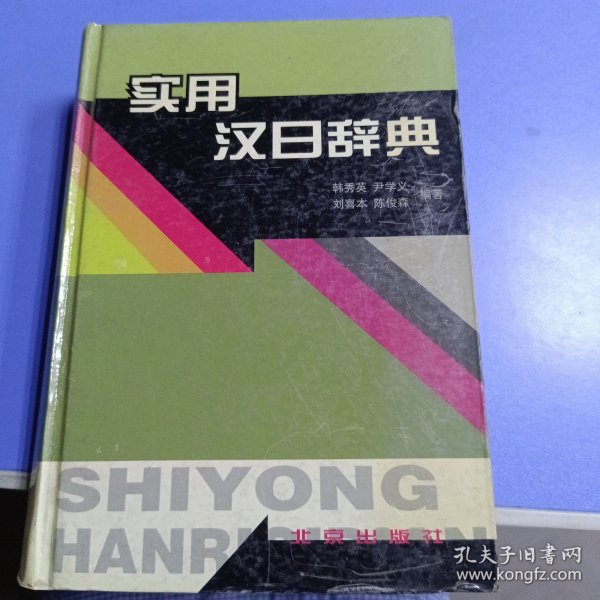 实用
汉日辞典
韩秀英 尹学义
刘喜本 陈俊森
编著
SHIYONG
北京出版社
孔夫子旧书网
www.kongfz.com